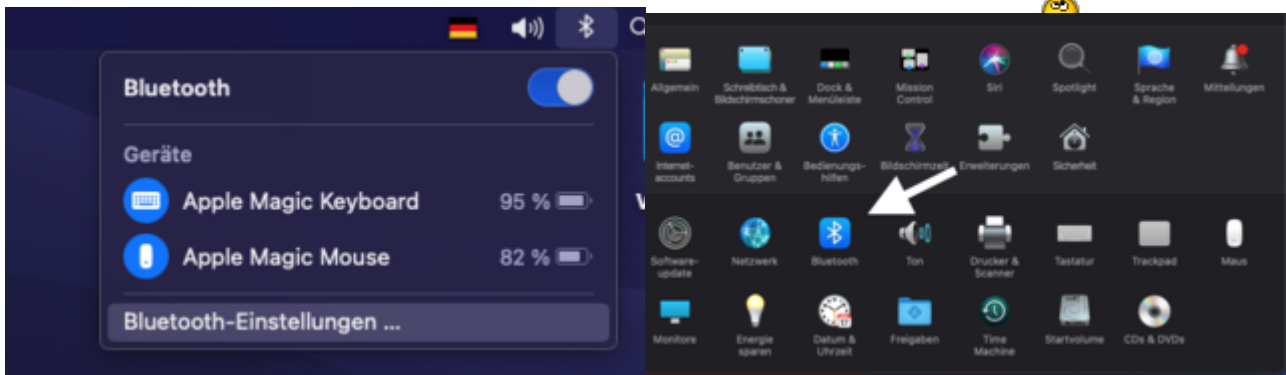 Bluetooth
Geräte
Apple Magic Keyboard 95 %
Apple Magic Mouse 82 %
Bluetooth-Einstellungen ...
Allgemein
Schreibtisch &
Bildschirmschoner
Dock &
Menüleiste
Mission
Control
Siri
Spotlight
Sprache
& Region
Mitteilungen
Internet-
accounts
Benutzer &
Gruppen
Bedienungs-
hilfen
Bildschirmzeit
Erweiterungen
Sicherheit
Software-
update
Netzwerk
Bluetooth
Ton
Drucker &
Scanner
Tastatur
Trackpad
Maus
Monitore
Energie
sparen
Datum &
Uhrzeit
Freigaben
Time
Machine
Startvolume
CDs & DVDs